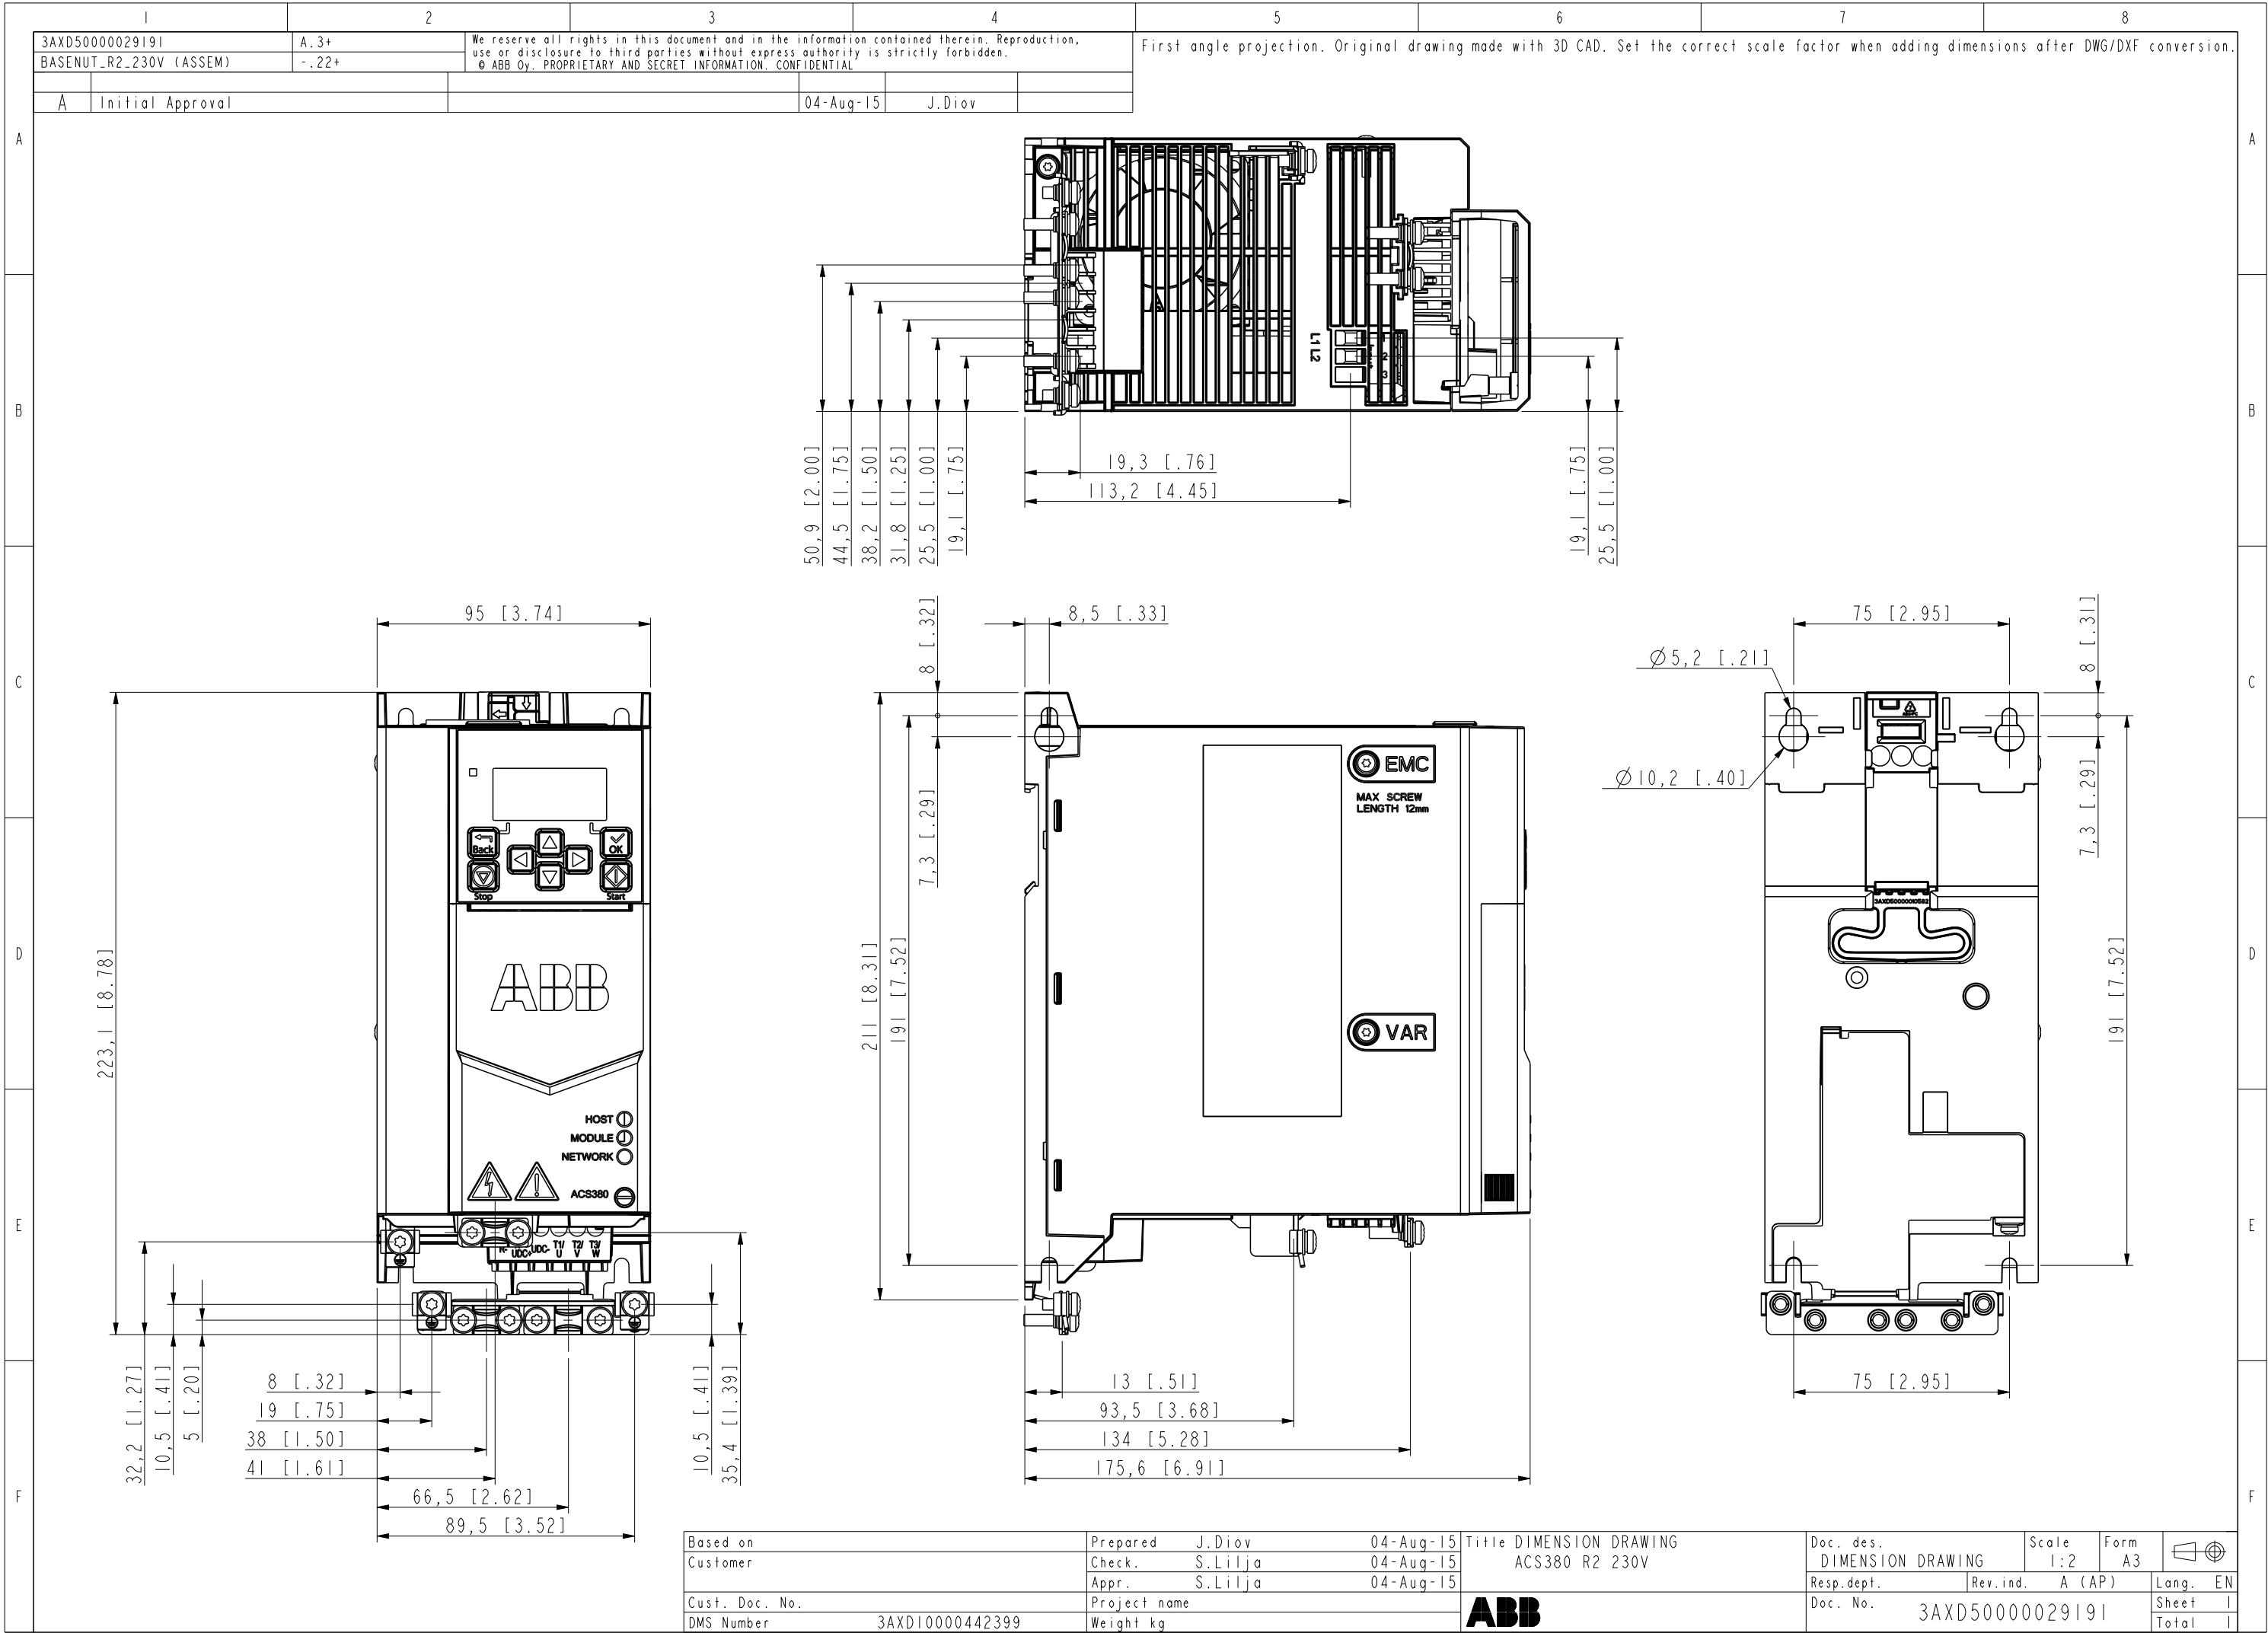 1 2 3 4 5 6 7 8
3AXD50000029191 A.3+
BASENUT_R2_230V (ASSEM) -.22+
We reserve all rights in this document and in the information contained therein. Reproduction,
use or disclosure to third parties without express authority is strictly forbidden.
© ABB Oy. PROPRIETARY AND SECRET INFORMATION. CONFIDENTIAL
First angle projection. Original drawing made with 3D CAD. Set the correct scale factor when adding dimensions after DWG/DXF conversion.
A Initial Approval 04-Aug-15 J.Diov
A A
L1 L2
1
2
3
B B
50,9 [2.00]
44,5 [1.75]
38,2 [1.50]
31,8 [1.25]
25,5 [1.00]
19,1 [.75]
19,3 [.76]
113,2 [4.45]
19,1 [.75]
25,5 [1.00]
95 [3.74]
8 [.32]
8,5 [.33]
75 [2.95]
8 [.31]
Ø5,2 [.21]
C C
Ø10,2 [.40]
EMC
MAX SCREW
LENGTH 12mm
7,3 [.29]
7,3 [.29]
Back
OK
Stop Start
3AXD50000010582
D D
223,1 [8.78]
211 [8.31]
191 [7.52]
191 [7.52]
ABB
VAR
HOST
MODULE
NETWORK
ACS380
E E
R- UDC+ UDC- T1/U T2/V T3/W
32,2 [1.27]
10,5 [.41]
5 [.20]
8 [.32]
19 [.75]
38 [1.50]
41 [1.61]
66,5 [2.62]
89,5 [3.52]
10,5 [.41]
35,4 [1.39]
13 [.51]
93,5 [3.68]
134 [5.28]
175,6 [6.91]
75 [2.95]
F F
Based on
Customer
Cust. Doc. No.
DMS Number 3AXD10000442399
Prepared J.Diov 04-Aug-15
Check. S.Lilja 04-Aug-15
Appr. S.Lilja 04-Aug-15
Project name
Weight kg
Title DIMENSION DRAWING
ACS380 R2 230V
ABB
Doc. des.
DIMENSION DRAWING
Scale
1:2
Form
A3
Resp.dept. Rev.ind. A (AP) Lang. EN
Doc. No. 3AXD50000029191
Sheet 1
Total 1